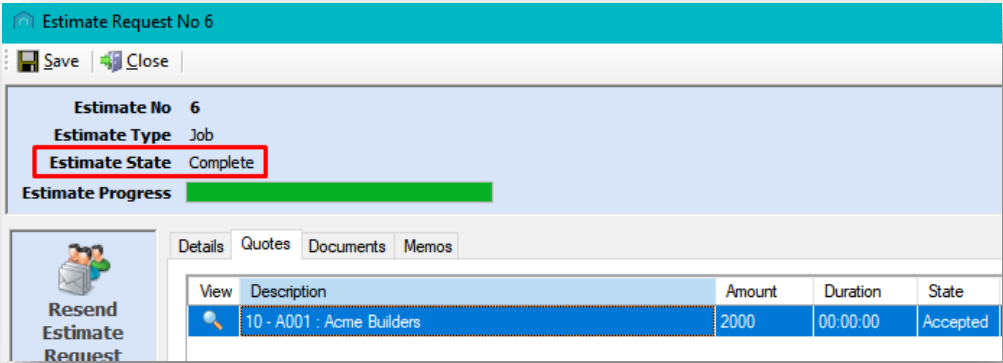 Estimate Request No 6
Save Close
Estimate No 6
Estimate Type Job
Estimate State Complete
Estimate Progress
Details Quotes Documents Memos
View Description Amount Duration State
10 - A001 : Acme Builders 2000 00:00:00 Accepted
Resend
Estimate
Request